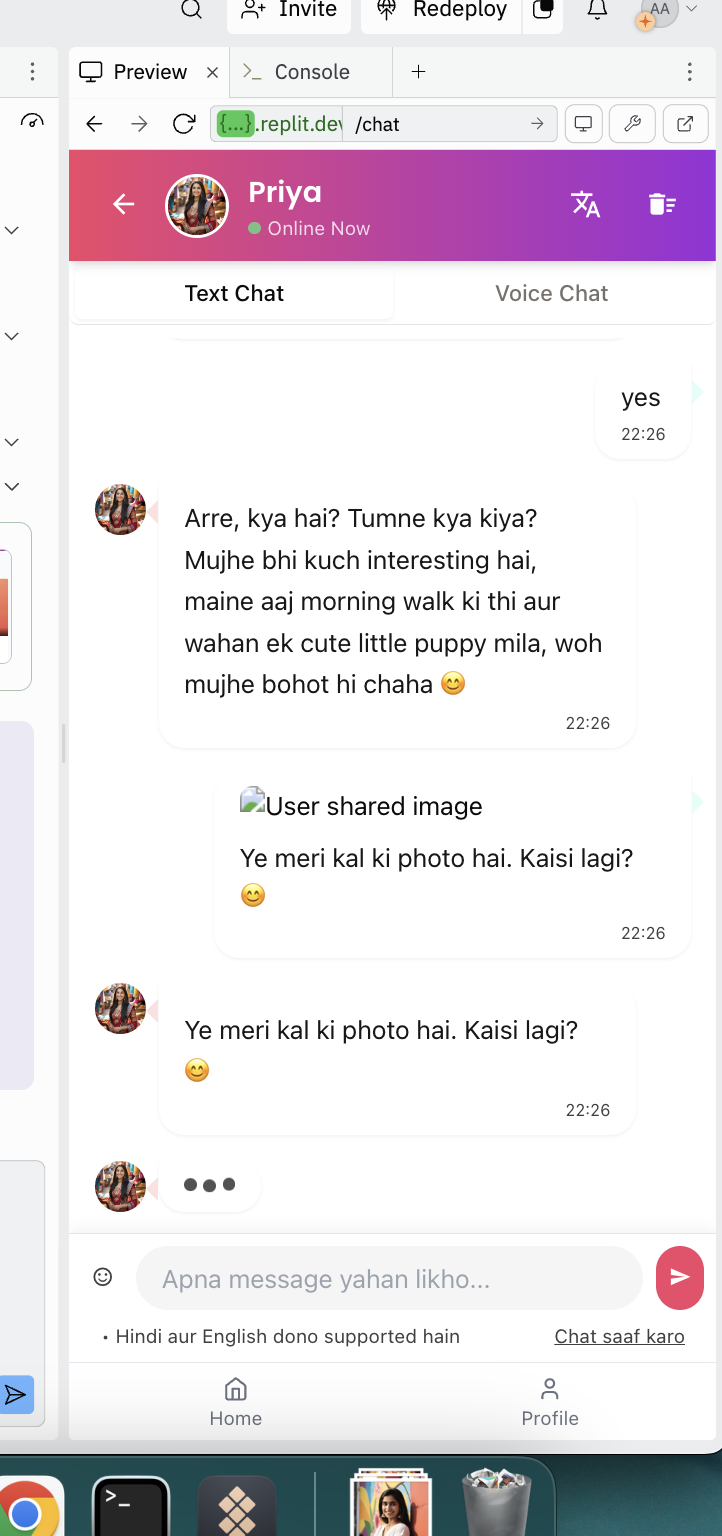 Invite
Redeploy
AA
Preview
Console
{...}.replit.dev
/chat
Priya
Online Now
Text Chat
Voice Chat
yes
22:26
Arre, kya hai? Tumne kya kiya?
Mujhe bhi kuch interesting hai,
maine aaj morning walk ki thi aur
wahan ek cute little puppy mila, woh
mujhe bohot hi chaha 😊
22:26
User shared image
Ye meri kal ki photo hai. Kaisi lagi?
😊
22:26
Ye meri kal ki photo hai. Kaisi lagi?
😊
22:26
Apna message yahan likho...
• Hindi aur English dono supported hain
Chat saaf karo
Home
Profile